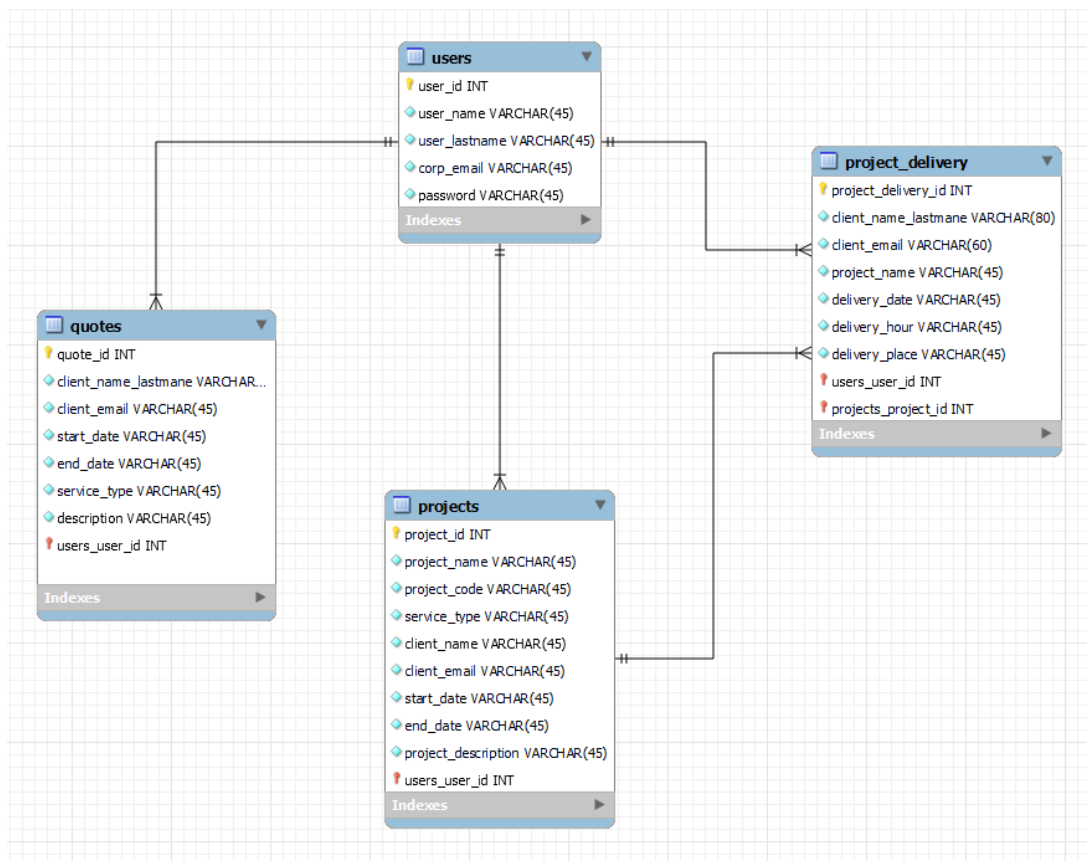 users
user_id INT
user_name VARCHAR(45)
user_lastname VARCHAR(45)
corp_email VARCHAR(45)
password VARCHAR(45)
Indexes
project_delivery
project_delivery_id INT
client_name_lastmane VARCHAR(80)
client_email VARCHAR(60)
project_name VARCHAR(45)
delivery_date VARCHAR(45)
delivery_hour VARCHAR(45)
delivery_place VARCHAR(45)
users_user_id INT
projects_project_id INT
Indexes
quotes
quote_id INT
client_name_lastmane VARCHAR...
client_email VARCHAR(45)
start_date VARCHAR(45)
end_date VARCHAR(45)
service_type VARCHAR(45)
description VARCHAR(45)
users_user_id INT
Indexes
projects
project_id INT
project_name VARCHAR(45)
project_code VARCHAR(45)
service_type VARCHAR(45)
client_name VARCHAR(45)
client_email VARCHAR(45)
start_date VARCHAR(45)
end_date VARCHAR(45)
project_description VARCHAR(45)
users_user_id INT
Indexes